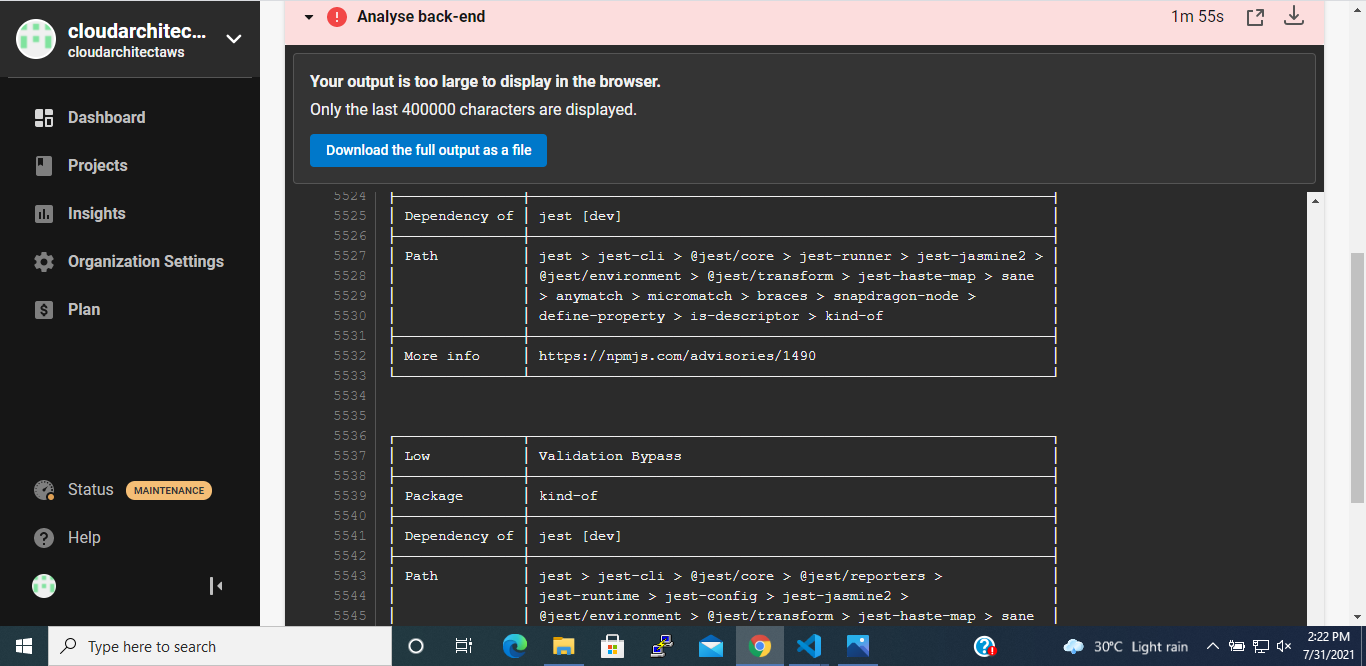 cloudarchitec...
cloudarchitectaws
Dashboard
Projects
Insights
Organization Settings
Plan
Status MAINTENANCE
Help
Analyse back-end 1m 55s
Your output is too large to display in the browser.
Only the last 400000 characters are displayed.
Download the full output as a file
5524
5525 Dependency of jest [dev]
5526
5527 Path jest > jest-cli > @jest/core > jest-runner > jest-jasmine2 >
5528 @jest/environment > @jest/transform > jest-haste-map > sane
5529 > anymatch > micromatch > braces > snapdragon-node >
5530 define-property > is-descriptor > kind-of
5531
5532 More info https://npmjs.com/advisories/1490
5533
5534
5535
5536
5537 Low Validation Bypass
5538
5539 Package kind-of
5540
5541 Dependency of jest [dev]
5542
5543 Path jest > jest-cli > @jest/core > @jest/reporters >
5544 jest-runtime > jest-config > jest-jasmine2 >
5545 @jest/environment > @jest/transform > jest-haste-map > sane
Type here to search
30°C Light rain
2:22 PM
7/31/2021